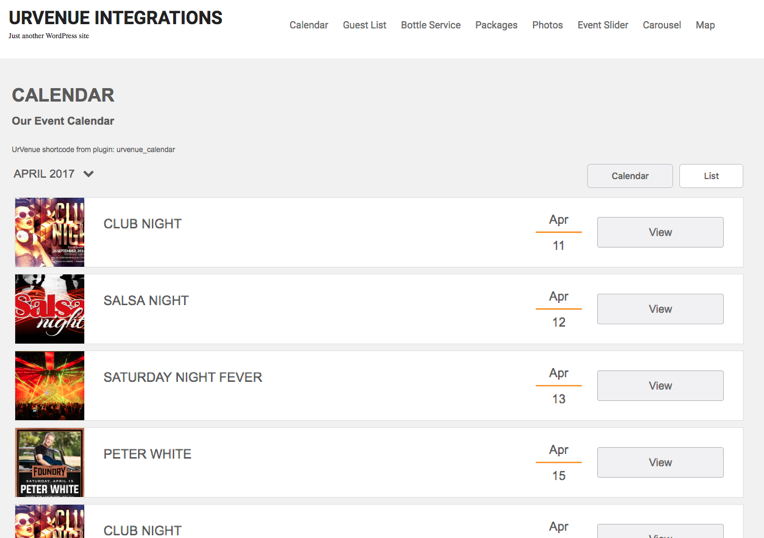 URVENUE INTEGRATIONS
Just another WordPress site
Calendar Guest List Bottle Service Packages Photos Event Slider Carousel Map
CALENDAR
Our Event Calendar
UrVenue shortcode from plugin: urvenue_calendar
APRIL 2017
Calendar List
CLUB NIGHT
Apr
11
View
SALSA NIGHT
Salsa
night
Apr
12
View
SATURDAY NIGHT FEVER
Apr
13
View
FOUNDRY
SATURDAY, APRIL 15
PETER WHITE
PETER WHITE
Apr
15
View
CLUB NIGHT
Apr
View